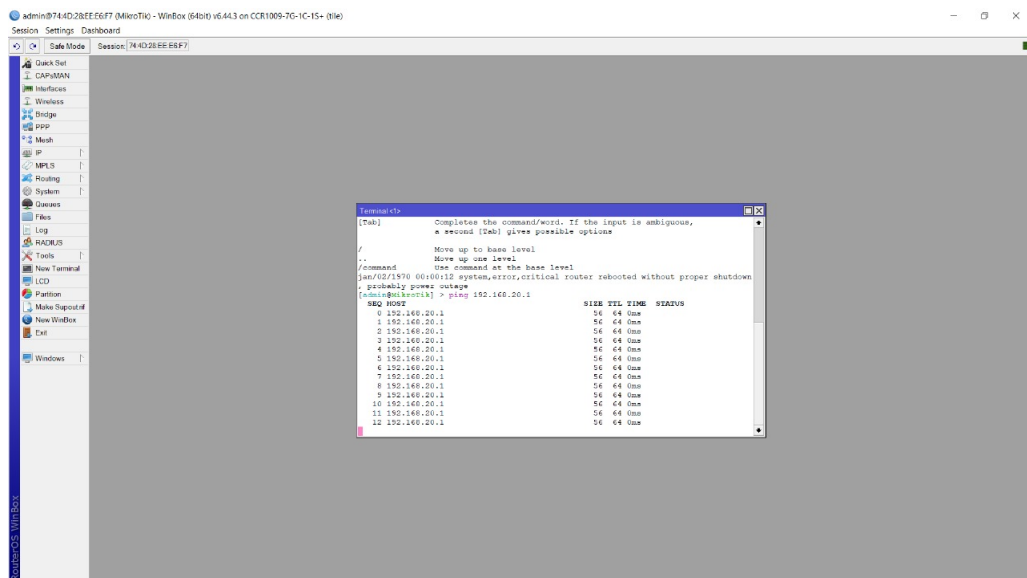 admin@74:4D:28:EE:E6:F7 (MikroTik) - WinBox (64bit) v6.44.3 on CCR1009-7G-1C-1S+ (tile)
Session Settings Dashboard
Safe Mode Session: 74:4D:28:EE:E6:F7
Quick Set
CAPsMAN
Interfaces
Wireless
Bridge
PPP
Mesh
IP
MPLS
Routing
System
Queues
Files
Log
RADIUS
Tools
New Terminal
LCD
Partition
Make Supout.rif
New WinBox
Exit
Windows
RouterOS WinBox
Terminal <1>
[Tab] Completes the command/word. If the input is ambiguous,
a second [Tab] gives possible options
/ Move up to base level
.. Move up one level
/command Use command at the base level
jan/02/1970 00:00:12 system,error,critical router rebooted without proper shutdown
, probably power outage
[admin@MikroTik] > ping 192.168.20.1
SEQ HOST SIZE TTL TIME STATUS
0 192.168.20.1 56 64 0ms
1 192.168.20.1 56 64 0ms
2 192.168.20.1 56 64 0ms
3 192.168.20.1 56 64 0ms
4 192.168.20.1 56 64 0ms
5 192.168.20.1 56 64 0ms
6 192.168.20.1 56 64 0ms
7 192.168.20.1 56 64 0ms
8 192.168.20.1 56 64 0ms
9 192.168.20.1 56 64 0ms
10 192.168.20.1 56 64 0ms
11 192.168.20.1 56 64 0ms
12 192.168.20.1 56 64 0ms